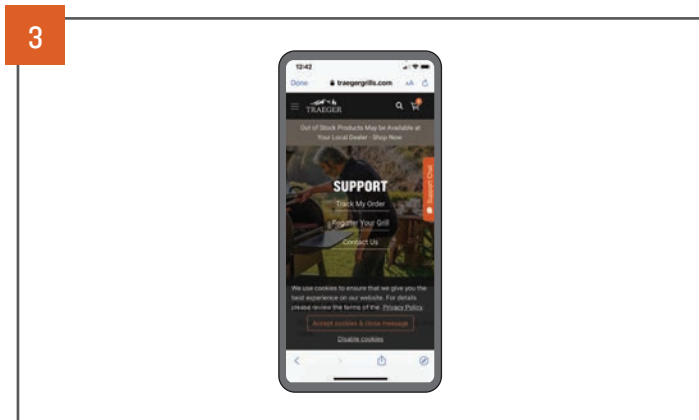 3
12:42
Done
traegergrills.com
AA
TRAEGER
Out of Stock Products May be Available at
Your Local Dealer - Shop Now
SUPPORT
Track My Order
Register Your Grill
Contact Us
Support Chat
We use cookies to ensure that we give you the
best experience on our website. For details
please review the terms of the Privacy Policy
Accept cookies & close message
Disable cookies